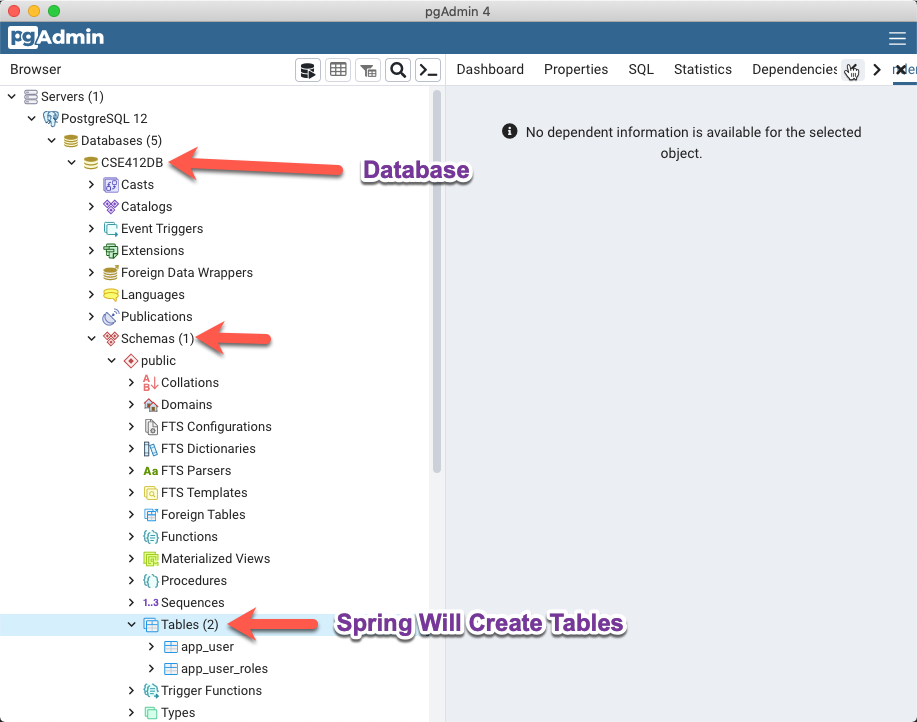 pgAdmin 4
pgAdmin
Browser
Dashboard Properties SQL Statistics Dependencies
Servers (1)
PostgreSQL 12
Databases (5)
CSE412DB
Database
Casts
Catalogs
Event Triggers
Extensions
Foreign Data Wrappers
Languages
Publications
Schemas (1)
public
Collations
Domains
FTS Configurations
FTS Dictionaries
Aa FTS Parsers
FTS Templates
Foreign Tables
Functions
Materialized Views
Procedures
1..3 Sequences
Tables (2)
Spring Will Create Tables
app_user
app_user_roles
Trigger Functions
Types
No dependent information is available for the selected
object.